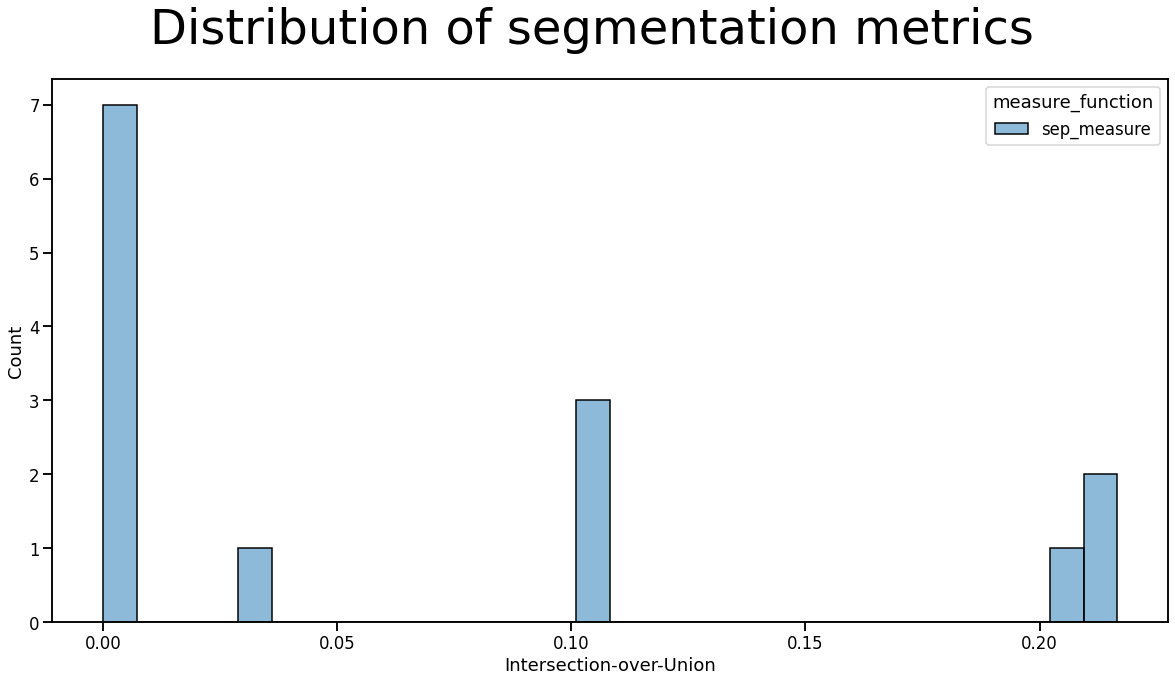 Distribution of segmentation metrics
measure_function
sep_measure
7
6
5
4
3
2
1
0
Count
0.00 0.05 0.10 0.15 0.20
Intersection-over-Union